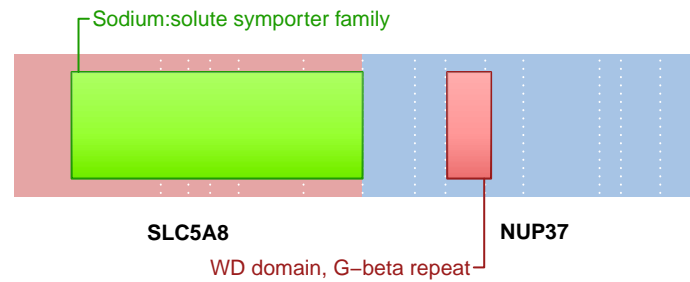 Sodium:solute symporter family
SLC5A8
NUP37
WD domain, G−beta repeat